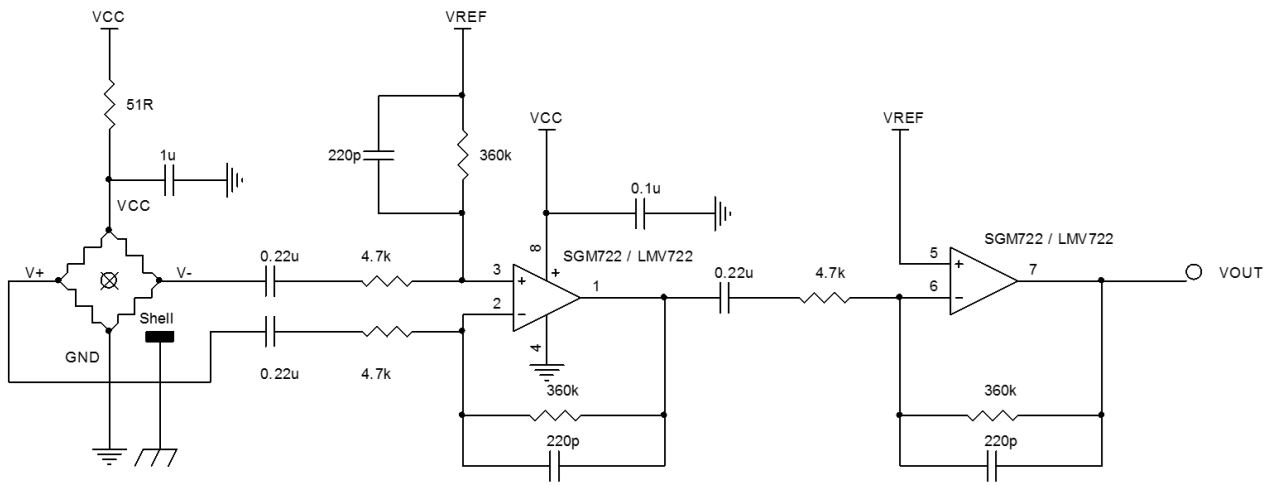 VCC
VREF
51R
VCC
VREF
1u
220p
360k
VCC
0.1u
8
SGM722 / LMV722
SGM722 / LMV722
V+
V-
0.22u
4.7k
3
+
+
1
0.22u
4.7k
5
+
7
VOUT
2
−
6
−
Shell
4
GND
0.22u
4.7k
360k
360k
220p
220p